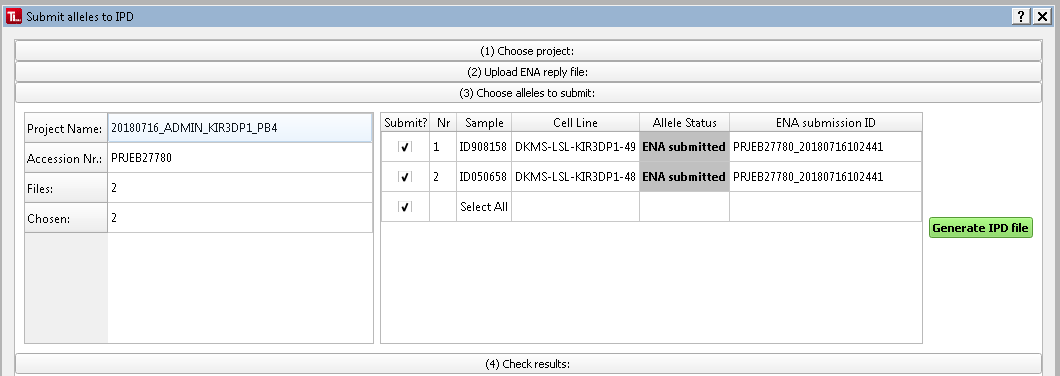 Ti... Submit alleles to IPD ? X
(1) Choose project:
(2) Upload ENA reply file:
(3) Choose alleles to submit:
Project Name: 20180716_ADMIN_KIR3DP1_PB4
Accession Nr.: PRJEB27780
Files: 2
Chosen: 2
Submit? Nr Sample Cell Line Allele Status ENA submission ID
1 ID908158 DKMS-LSL-KIR3DP1-49 ENA submitted PRJEB27780_20180716102441
2 ID050658 DKMS-LSL-KIR3DP1-48 ENA submitted PRJEB27780_20180716102441
Select All
Generate IPD file
(4) Check results: